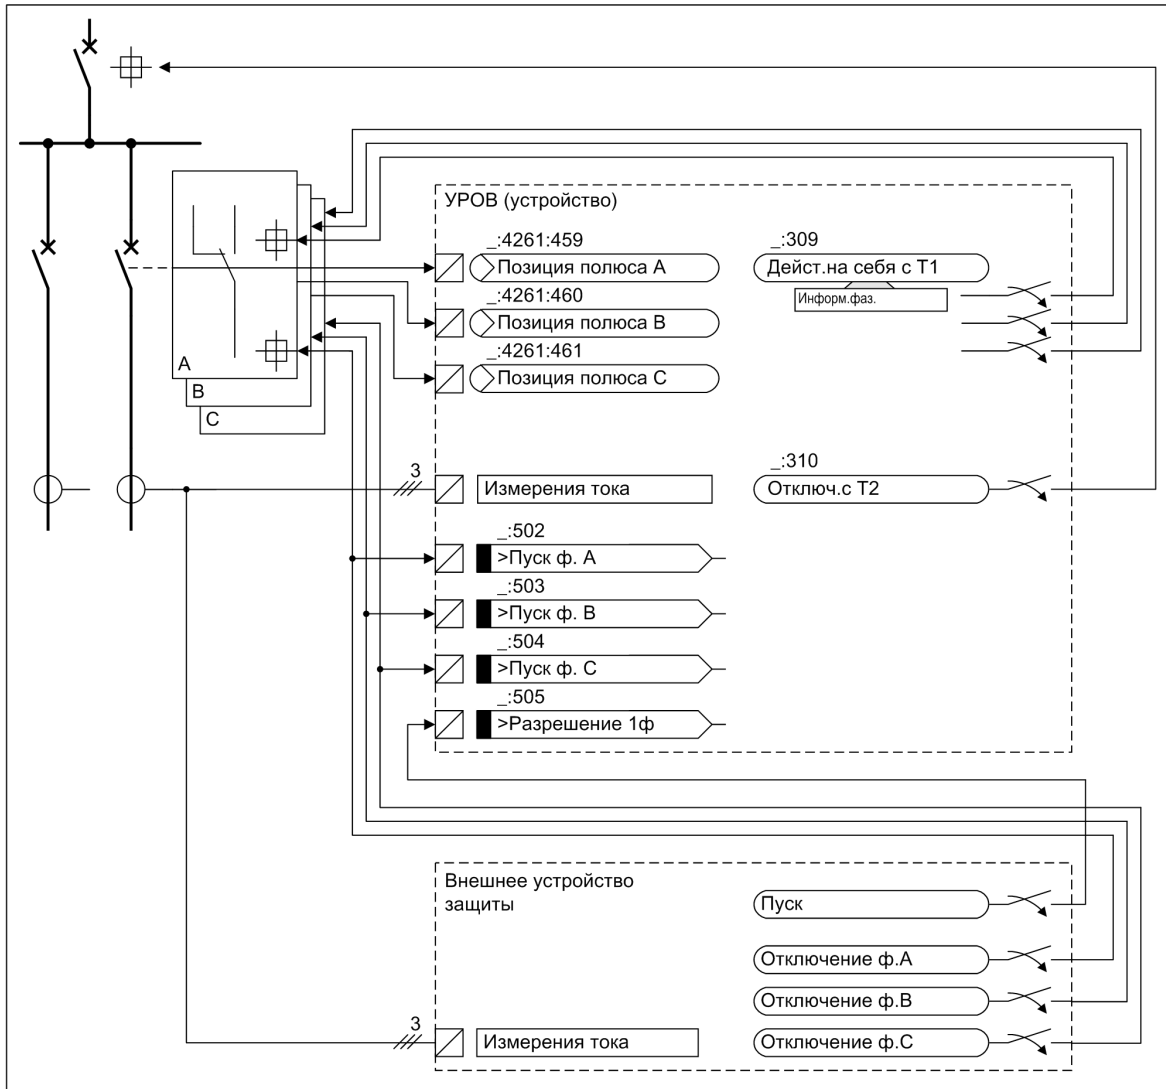 УРОВ (устройство)
_:4261:459
Позиция полюса A
_:309
Дейст.на себя с T1
Информ.фаз.
_:4261:460
Позиция полюса B
_:4261:461
Позиция полюса C
A
B
C
3
Измерения тока
_:310
Отключ.с T2
_:502
>Пуск ф. A
_:503
>Пуск ф. B
_:504
>Пуск ф. C
_:505
>Разрешение 1ф
Внешнее устройство
защиты
Пуск
Отключение ф.A
Отключение ф.B
3
Измерения тока
Отключение ф.C